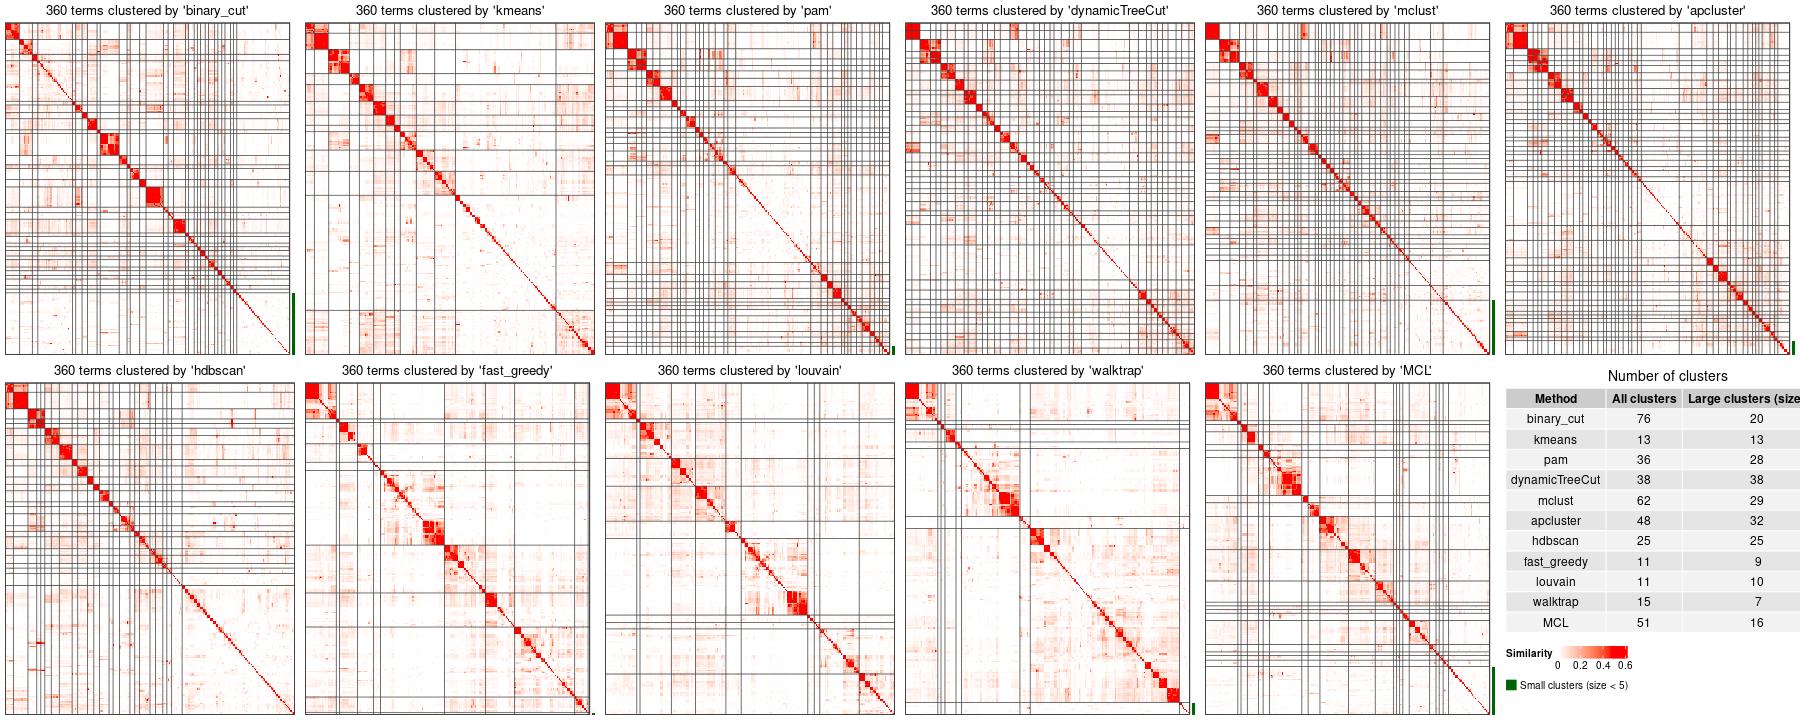 360 terms clustered by 'binary_cut'
360 terms clustered by 'kmeans'
360 terms clustered by 'pam'
360 terms clustered by 'dynamicTreeCut'
360 terms clustered by 'mclust'
360 terms clustered by 'apcluster'
360 terms clustered by 'hdbscan'
360 terms clustered by 'fast_greedy'
360 terms clustered by 'louvain'
360 terms clustered by 'walktrap'
360 terms clustered by 'MCL'
Number of clusters
Method All clusters Large clusters (size
binary_cut 76 20
kmeans 13 13
pam 36 28
dynamicTreeCut 38 38
mclust 62 29
apcluster 48 32
hdbscan 25 25
fast_greedy 11 9
louvain 11 10
walktrap 15 7
MCL 51 16
Similarity
0 0.2 0.4 0.6
Small clusters (size < 5)